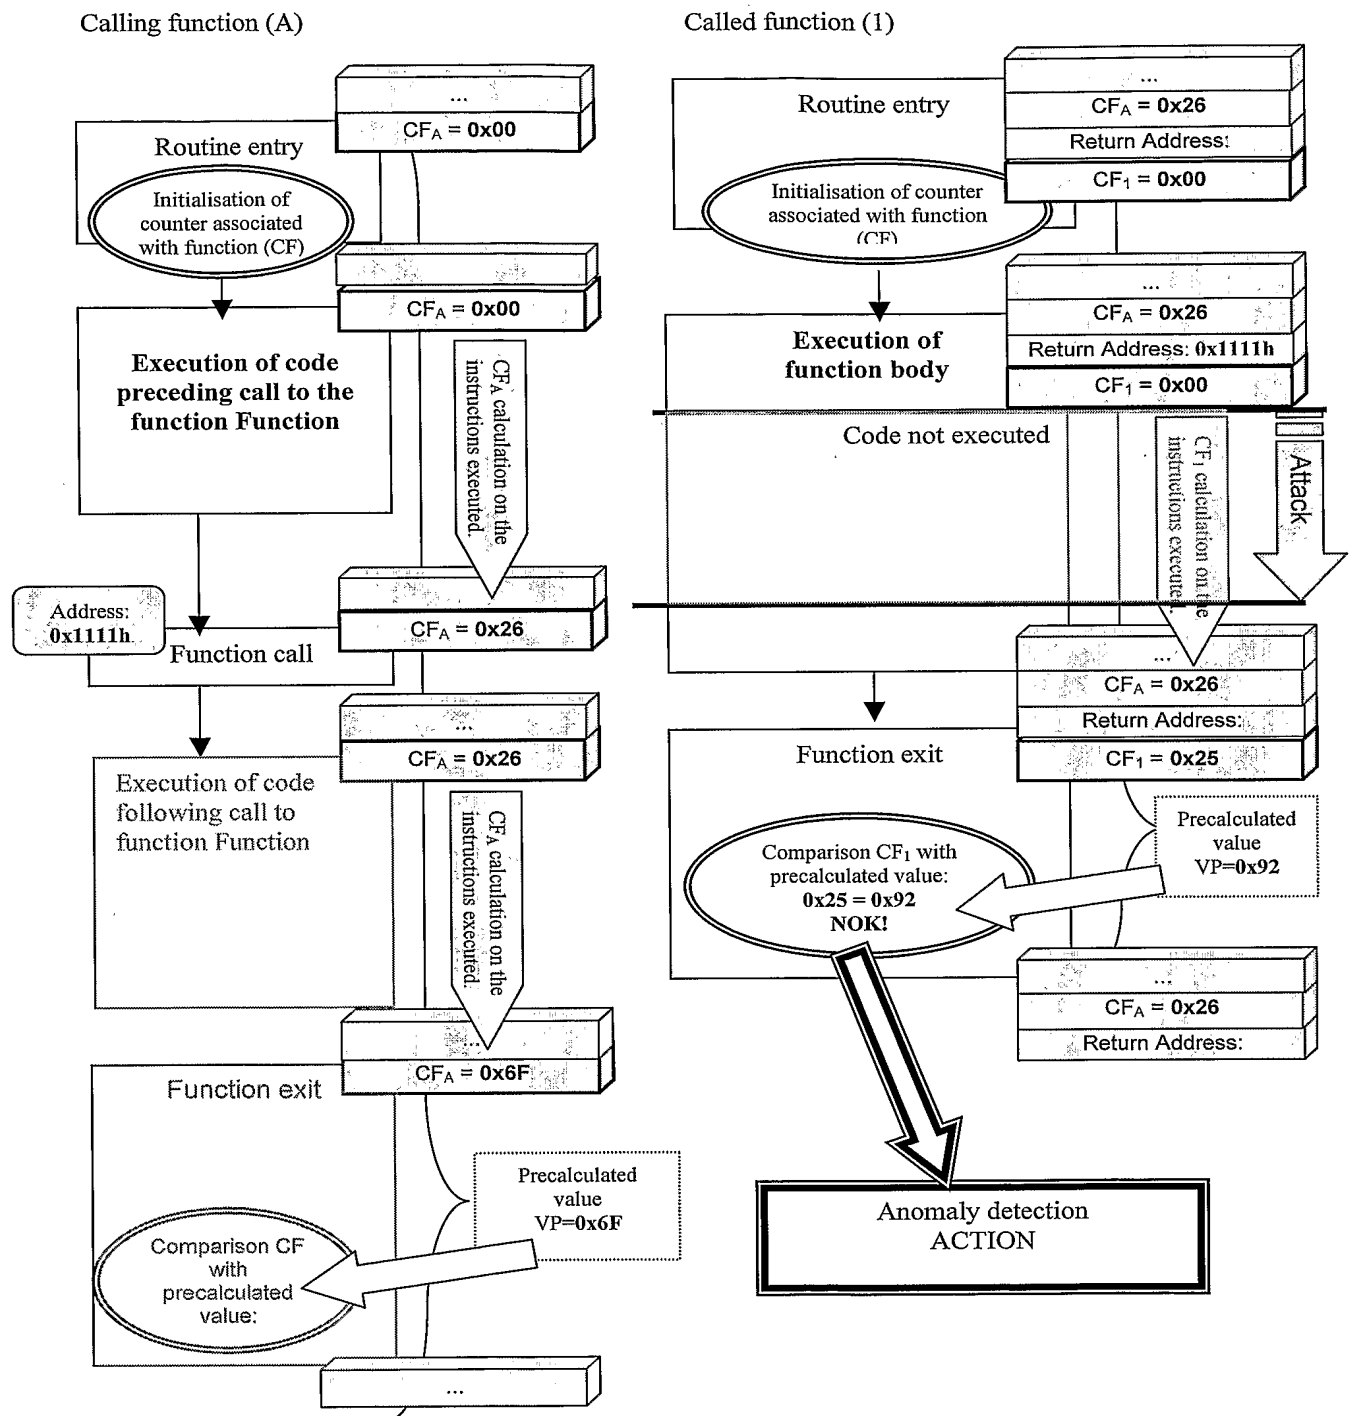 Calling function (A)
...
CFA = 0x00
Routine entry
Initialisation of
counter associated
with function (CF)
CFA = 0x00
Execution of code
preceding call to the
function Function
CFA calculation on the
instructions executed.
Address:
0x1111h
CFA = 0x26
Function call
...
CFA = 0x26
Execution of code
following call to
function Function
CFA calculation on the
instructions executed.
...
CFA = 0x6F
Function exit
Precalculated
value
VP=0x6F
Comparison CF
with
precalculated
value:
...
Called function (1)
...
CFA = 0x26
Return Address:
CF1 = 0x00
Routine entry
Initialisation of counter
associated with function
(CF)
...
CFA = 0x26
Return Address: 0x1111h
CF1 = 0x00
Execution of
function body
Code not executed
CF1 calculation on the
instructions executed.
Attack
...
CFA = 0x26
Return Address:
CF1 = 0x25
Function exit
Precalculated
value
VP=0x92
Comparison CF1 with
precalculated value:
0x25 = 0x92
NOK!
...
CFA = 0x26
Return Address:
Anomaly detection
ACTION